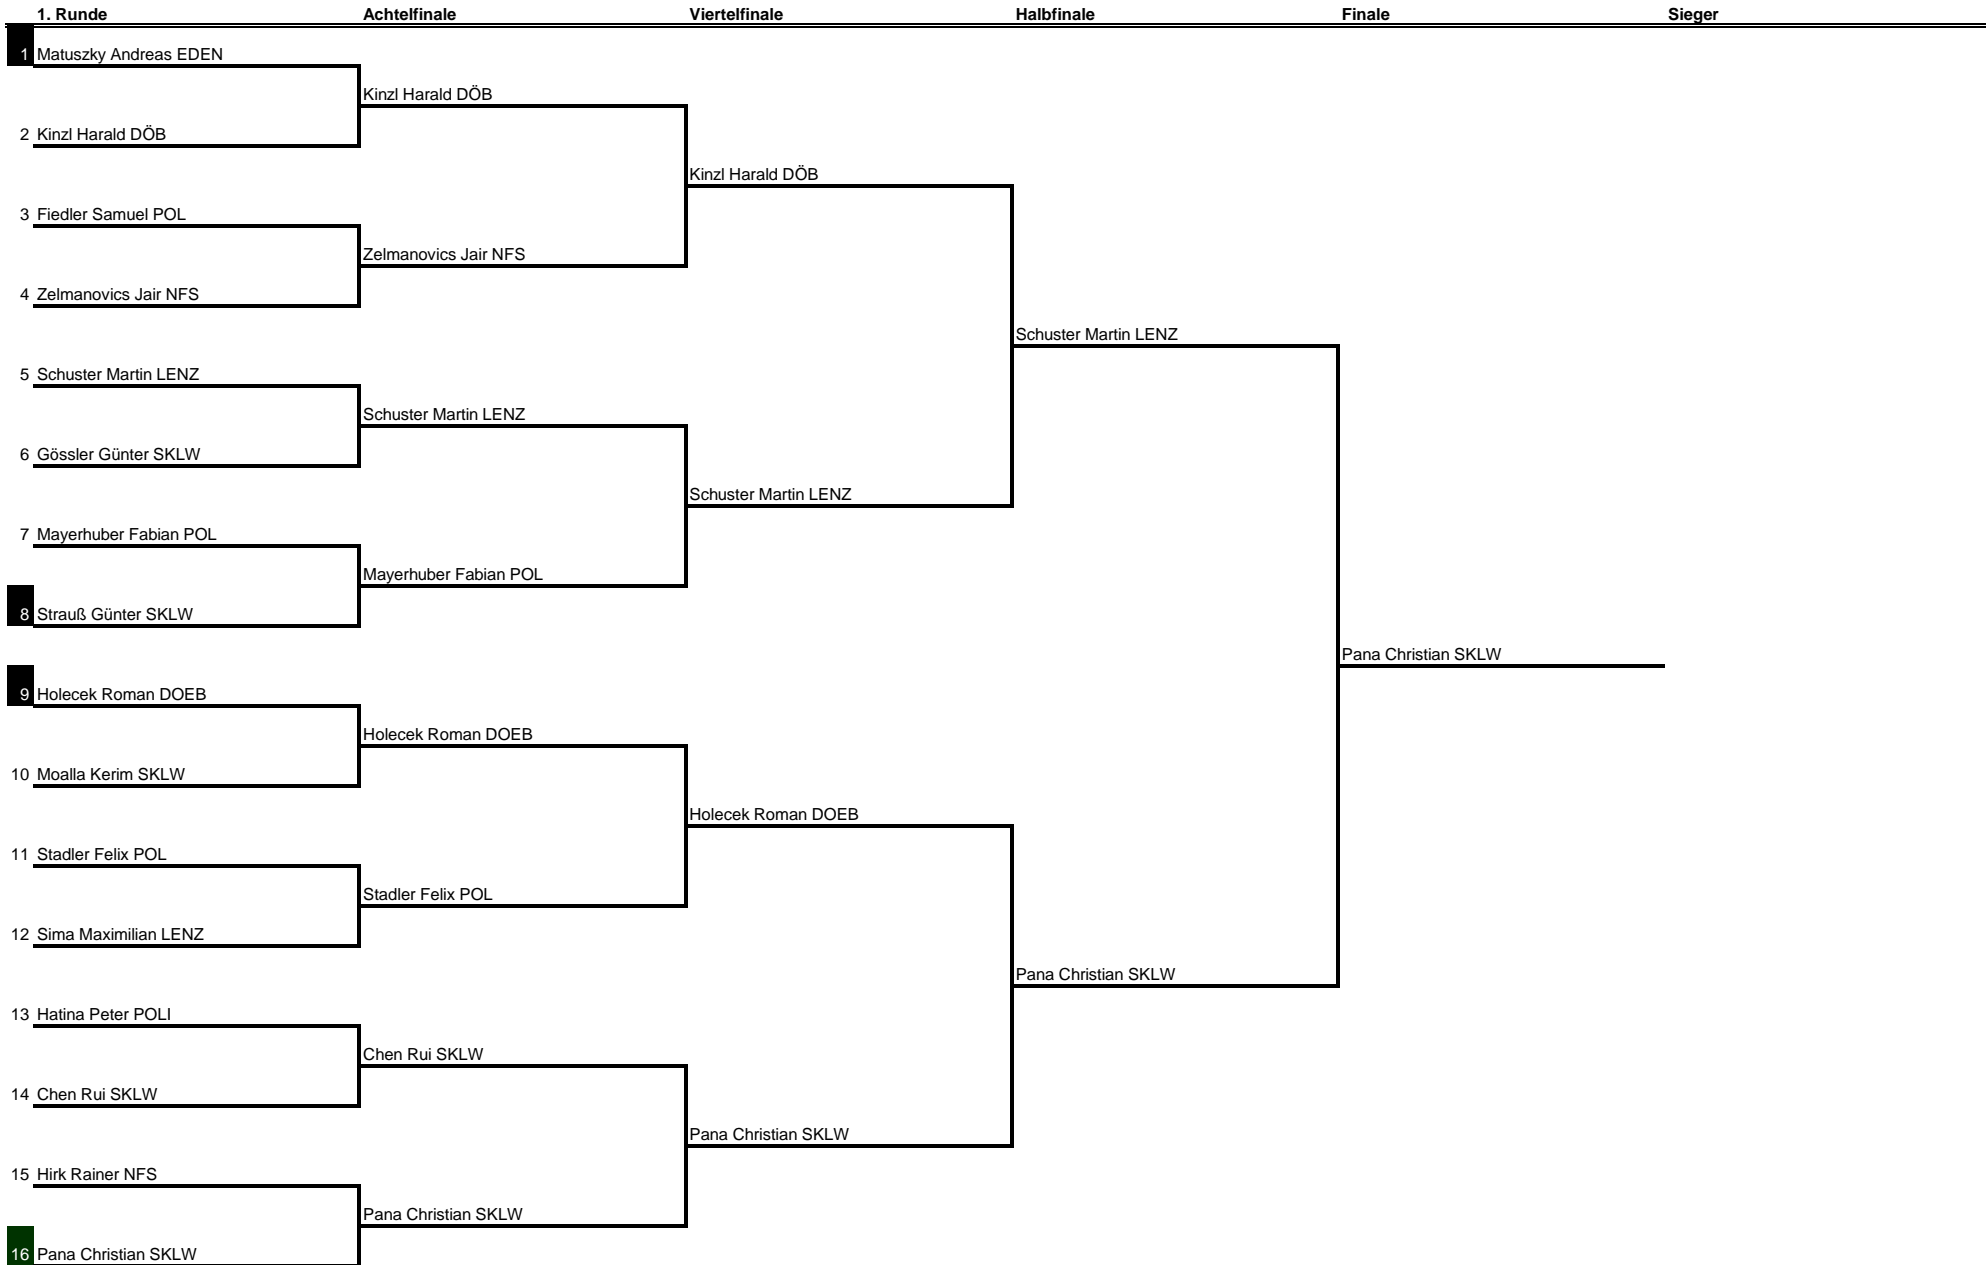 1. Runde Achtelfinale Viertelfinale Halbfinale Finale Sieger
1 Matuszky Andreas EDEN
Kinzl Harald DÖB
2 Kinzl Harald DÖB
Kinzl Harald DÖB
3 Fiedler Samuel POL
Zelmanovics Jair NFS
4 Zelmanovics Jair NFS
Schuster Martin LENZ
5 Schuster Martin LENZ
Schuster Martin LENZ
6 Gössler Günter SKLW
Schuster Martin LENZ
7 Mayerhuber Fabian POL
Mayerhuber Fabian POL
8 Strauß Günter SKLW
Pana Christian SKLW
9 Holecek Roman DOEB
Holecek Roman DOEB
10 Moalla Kerim SKLW
Holecek Roman DOEB
11 Stadler Felix POL
Stadler Felix POL
12 Sima Maximilian LENZ
Pana Christian SKLW
13 Hatina Peter POLI
Chen Rui SKLW
14 Chen Rui SKLW
Pana Christian SKLW
15 Hirk Rainer NFS
Pana Christian SKLW
16 Pana Christian SKLW